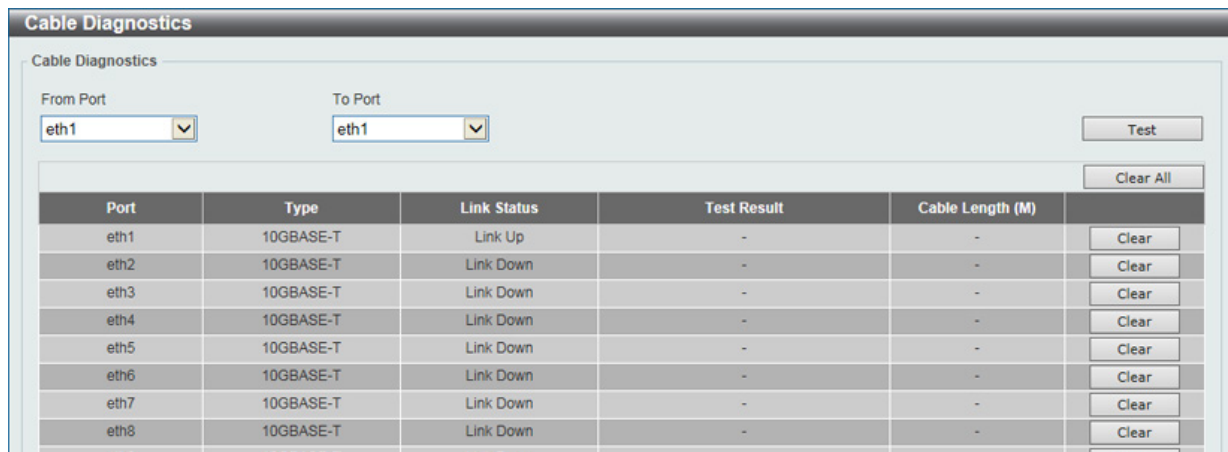 Cable Diagnostics
Cable Diagnostics
From Port To Port
eth1 eth1 Test
Clear All
Port Type Link Status Test Result Cable Length (M)
eth1 10GBASE-T Link Up - - Clear
eth2 10GBASE-T Link Down - - Clear
eth3 10GBASE-T Link Down - - Clear
eth4 10GBASE-T Link Down - - Clear
eth5 10GBASE-T Link Down - - Clear
eth6 10GBASE-T Link Down - - Clear
eth7 10GBASE-T Link Down - - Clear
eth8 10GBASE-T Link Down - - Clear